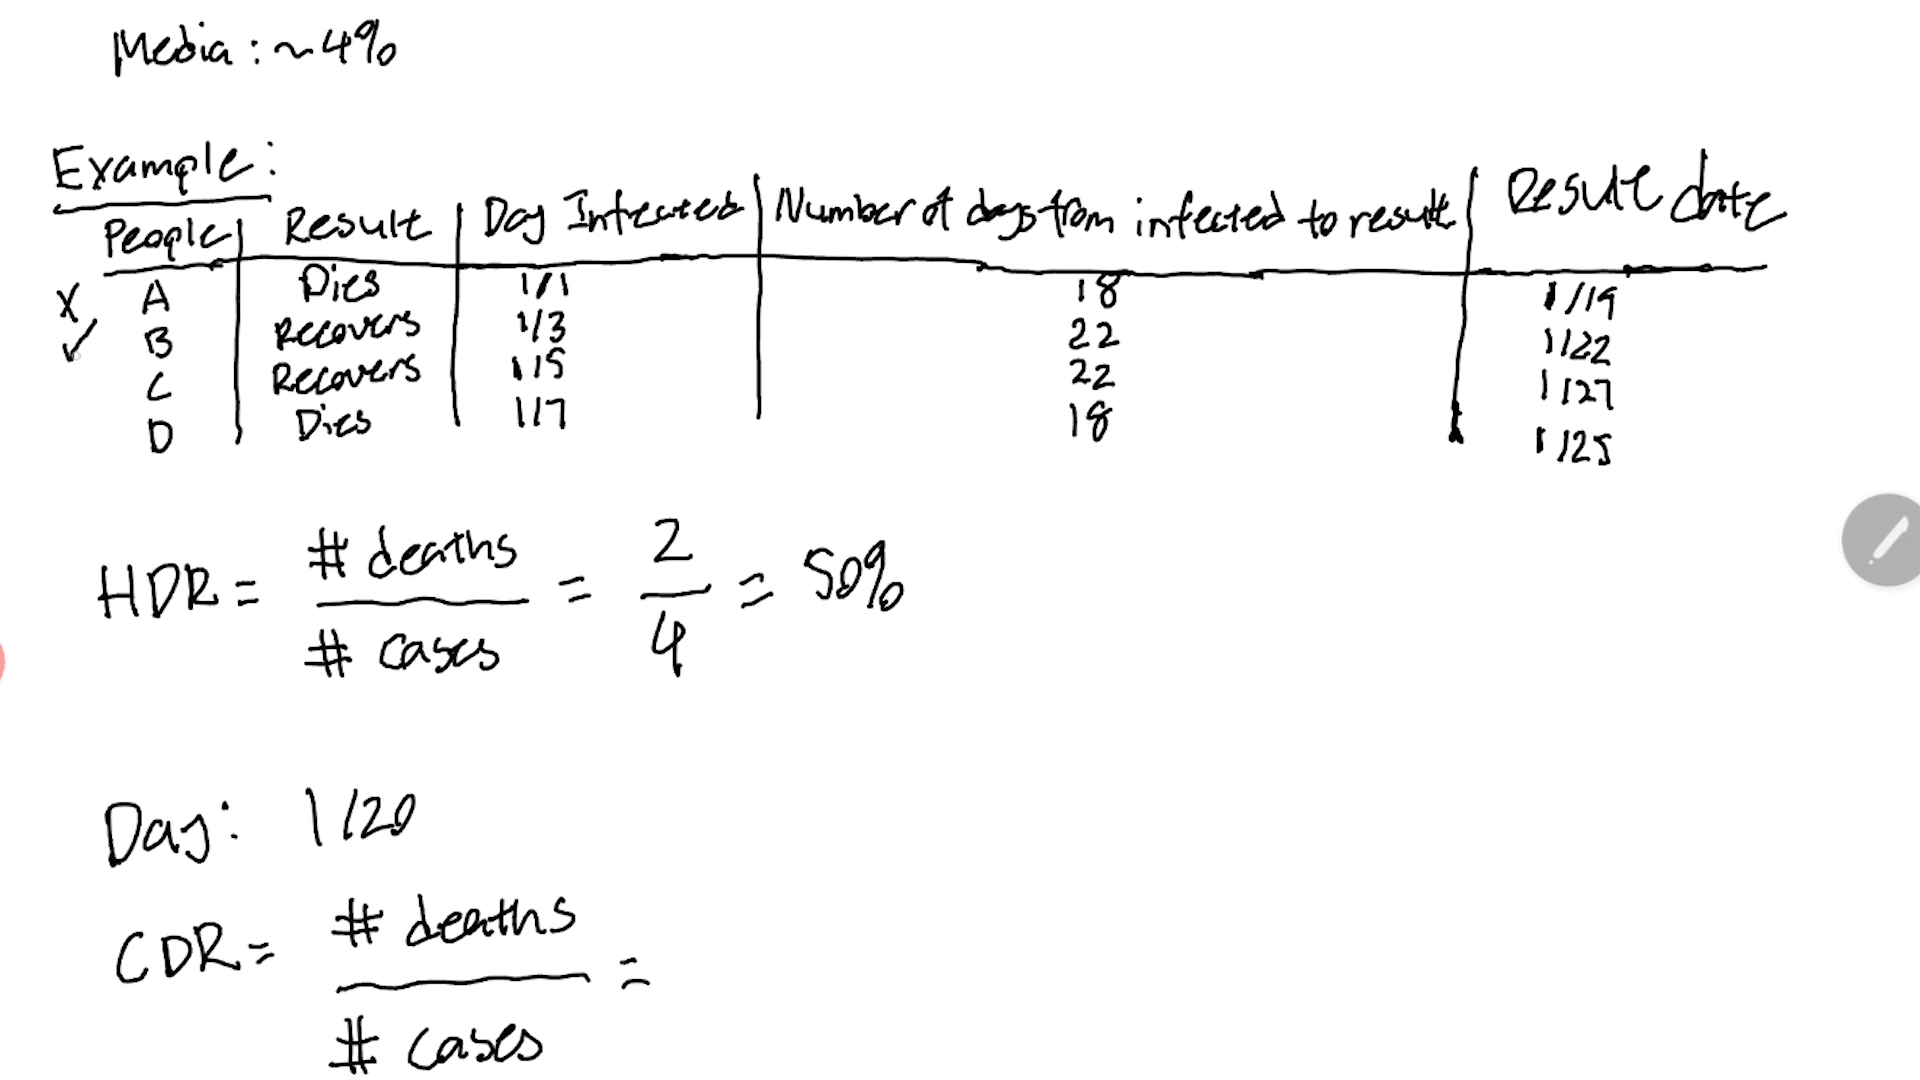 Media: ~4%
Example:
People Result Day Infected Number of days from infected to result Result date
X A Dies 1/1 18 1/19
✓ B Recovers 1/3 22 1/22
C Recovers 1/5 22 1/27
D Dies 1/7 18 1/25
HDR = # deaths / # cases = 2 / 4 = 50%
Day: 1/20
CDR = # deaths / # cases =